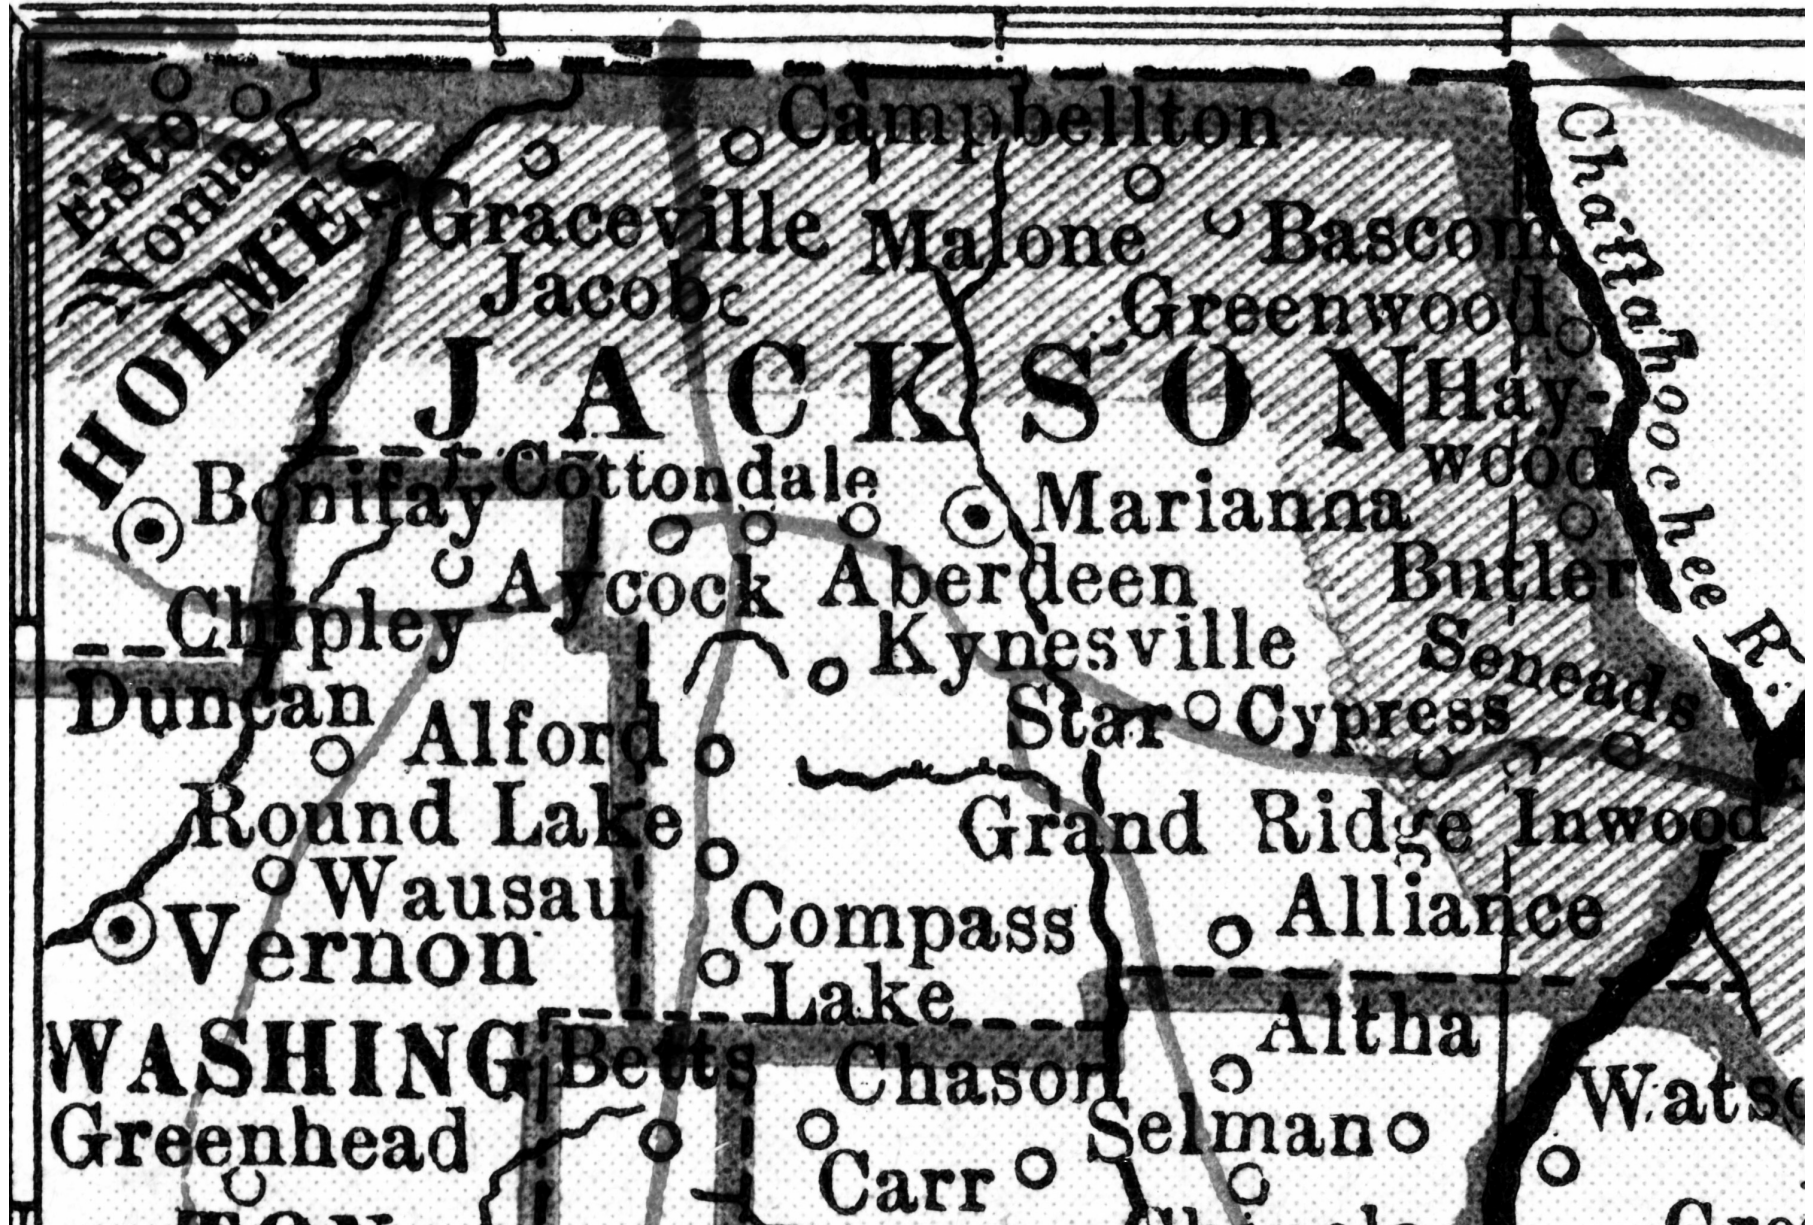 Campbellton
Esto
Noma
HOLMES
Graceville
Malone
Bascom
Chattahoochee R.
Jacobs
Greenwood
JACKSON
Hay-
wood
Bonifay
Cottondale
Marianna
Aycock
Aberdeen
Butler
Chipley
Kynesville
Seneads
Duncan
Alford
Star
Cypress
Round Lake
Grand Ridge
Inwood
Wausau
Compass
Lake
Alliance
Vernon
WASHING
Betts
Chason
Altha
Greenhead
Selman
Carr
TON